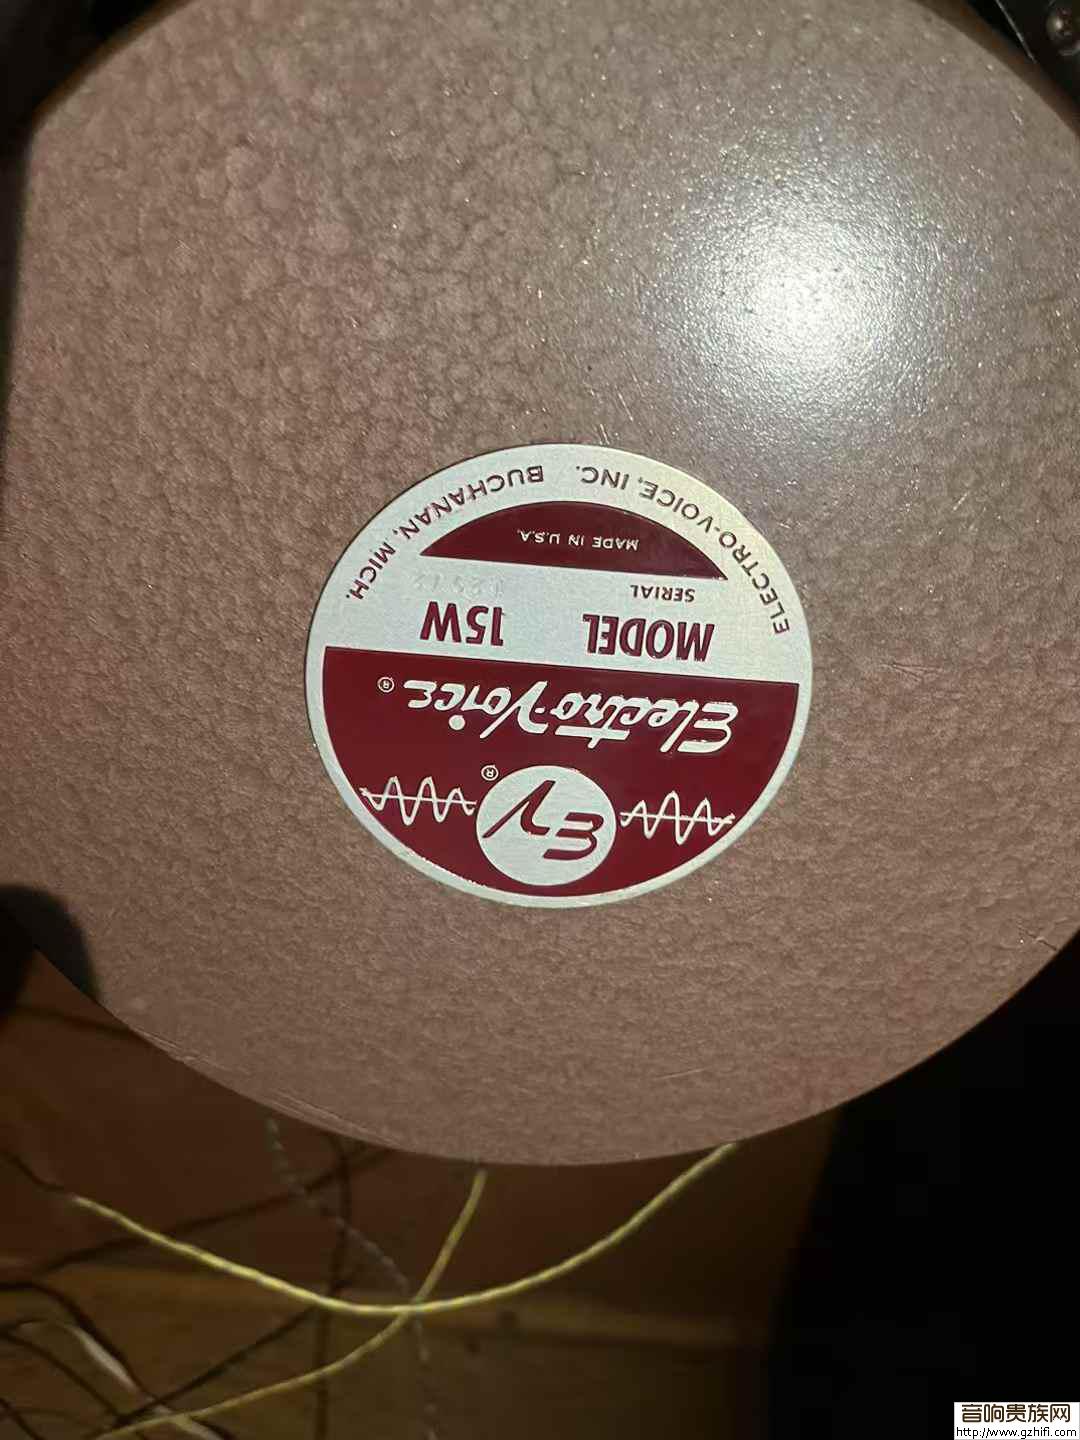 EV ®
Electro-Voice ®
MODEL 15W
SERIAL
MADE IN U.S.A.
ELECTRO-VOICE, INC. BUCHANAN, MICH.
音响贵族网
http://www.gzhifi.com